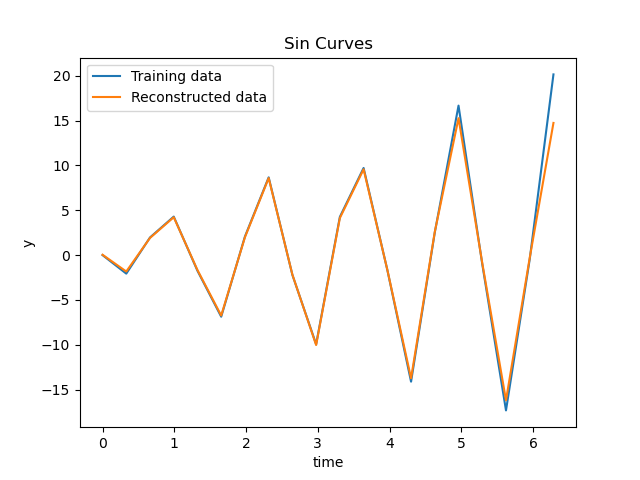 Sin Curves
Training data
Reconstructed data
20
15
10
5
0
−5
−10
−15
y
0 1 2 3 4 5 6
time